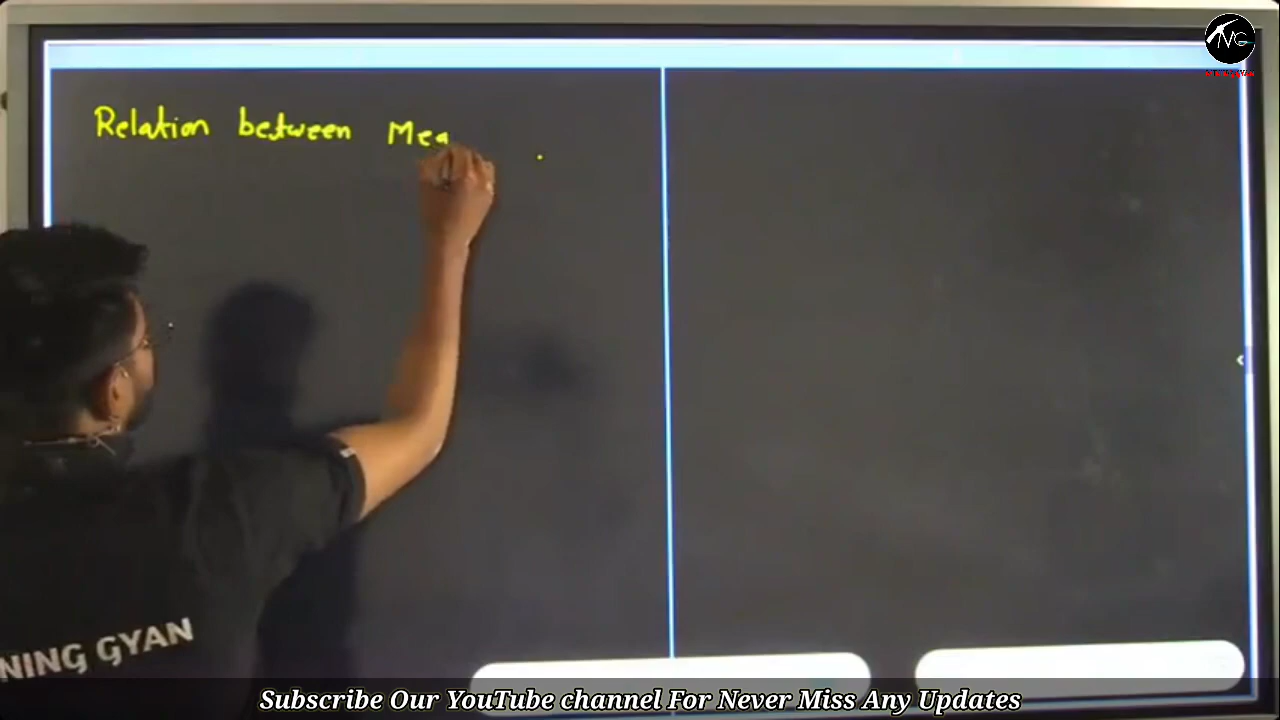 Relation between Mea
NING GYAN
Subscribe Our YouTube channel For Never Miss Any Updates